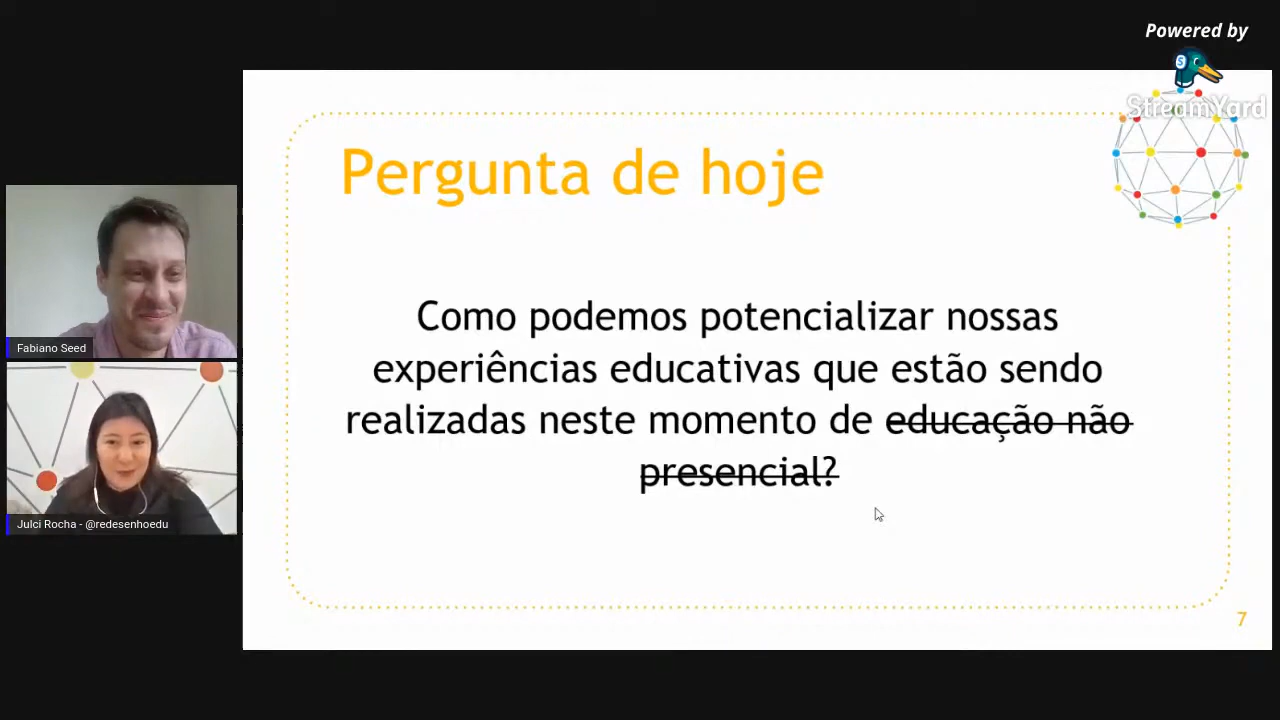 Powered by
StreamYard
Pergunta de hoje
Como podemos potencializar nossas
experiências educativas que estão sendo
realizadas neste momento de educação não
presencial?
Fabiano Seed
Julci Rocha - @redesenhoedu
7